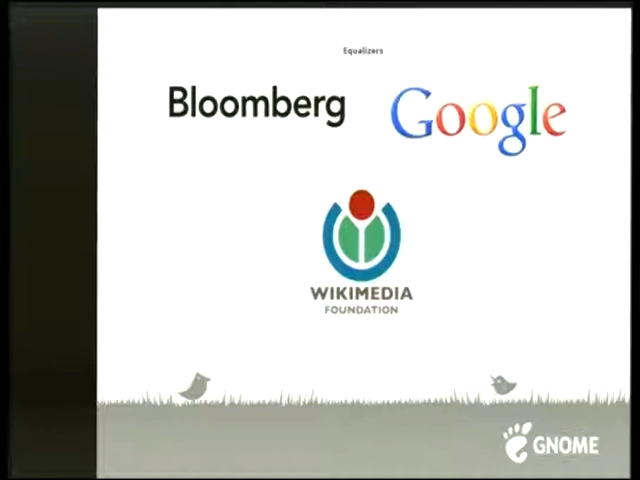 Equalizers
Bloomberg
Google
WIKIMEDIA
FOUNDATION
GNOME